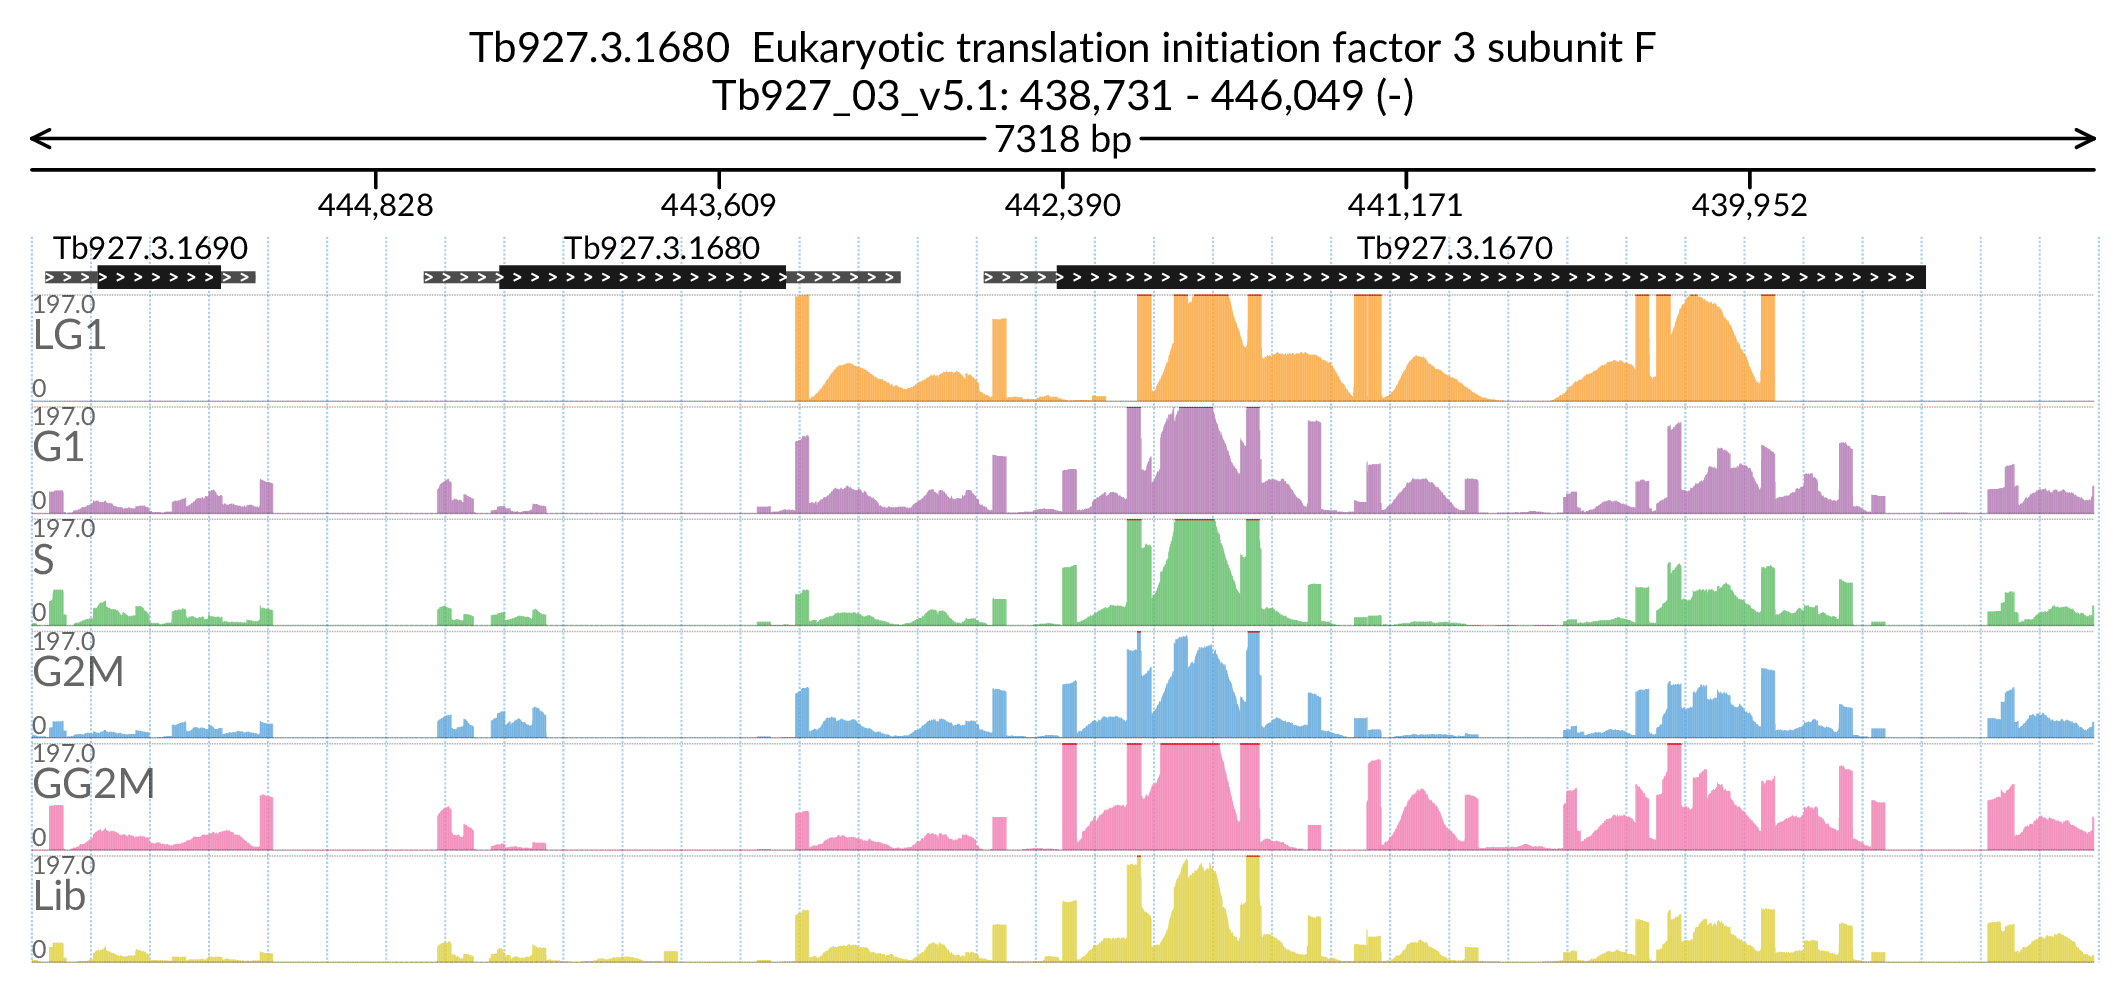 Tb927.3.1680  Eukaryotic translation initiation factor 3 subunit F
Tb927_03_v5.1: 438,731 - 446,049 (-)
7318 bp
444,828 443,609 442,390 441,171 439,952
Tb927.3.1690 Tb927.3.1680 Tb927.3.1670
197.0
LG1
0
197.0
G1
0
197.0
S
0
197.0
G2M
0
197.0
GG2M
0
197.0
Lib
0